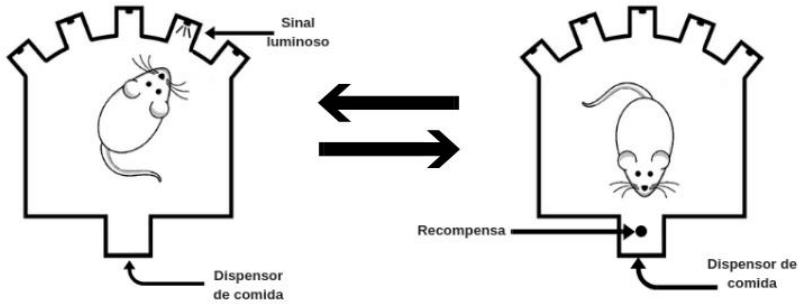 Sinal
luminoso
Dispensor
de comida
Recompensa
Dispensor de
comida